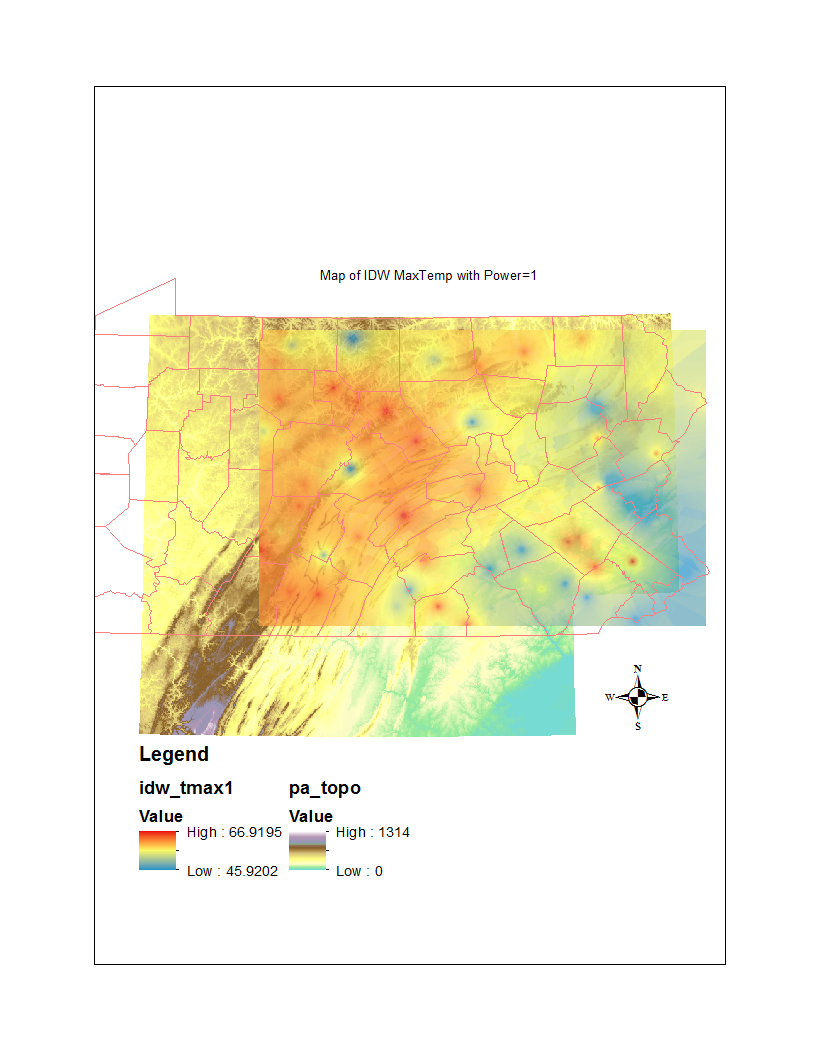 Map of IDW MaxTemp with Power=1
N
W E
S
Legend
idw_tmax1 pa_topo
Value Value
High : 66.9195 High : 1314
Low : 45.9202 Low : 0